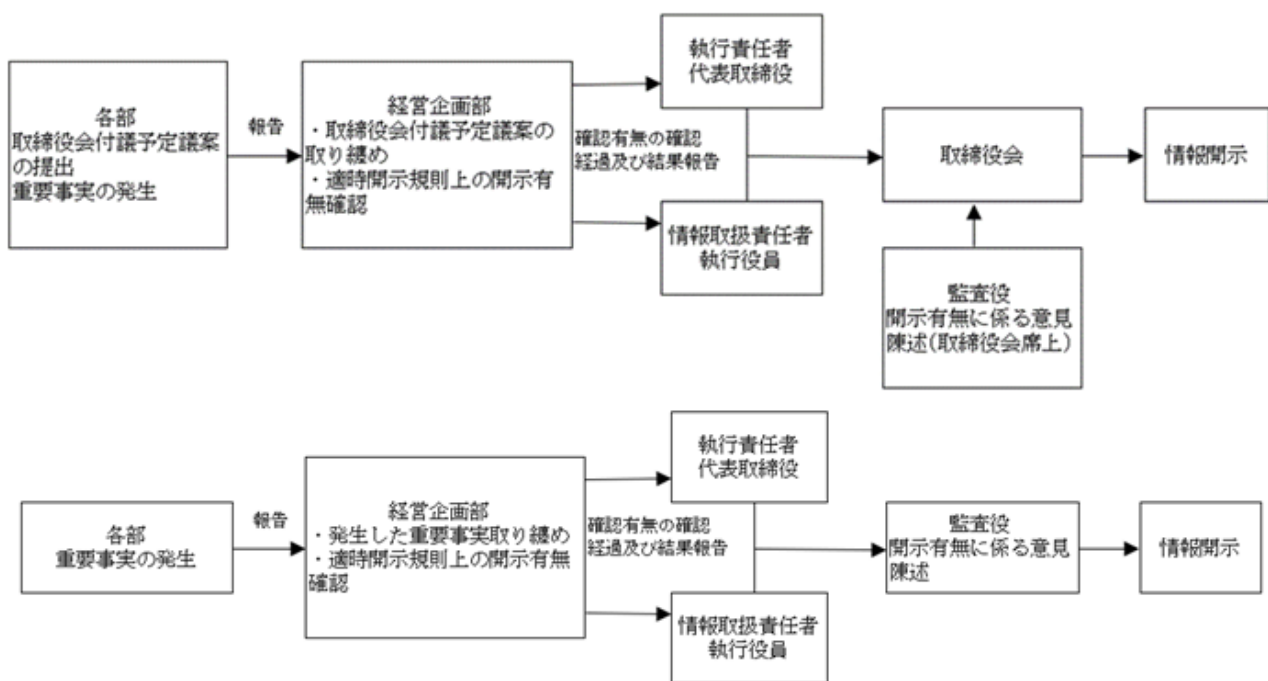 各部
取締役会付議予定議案
の提出
重要事実の発生
報告
経営企画部
・取締役会付議予定議案の
取り纏め
・適時開示規則上の開示有
無確認
執行責任者
代表取締役
確認有無の確認
経過及び結果報告
情報取扱責任者
執行役員
取締役会
情報開示
監査役
開示有無に係る意見
陳述(取締役会席上)
各部
重要事実の発生
報告
経営企画部
・発生した重要事実取り纏め
・適時開示規則上の開示有無
確認
執行責任者
代表取締役
確認有無の確認
経過及び結果報告
情報取扱責任者
執行役員
監査役
開示有無に係る意見
陳述
情報開示